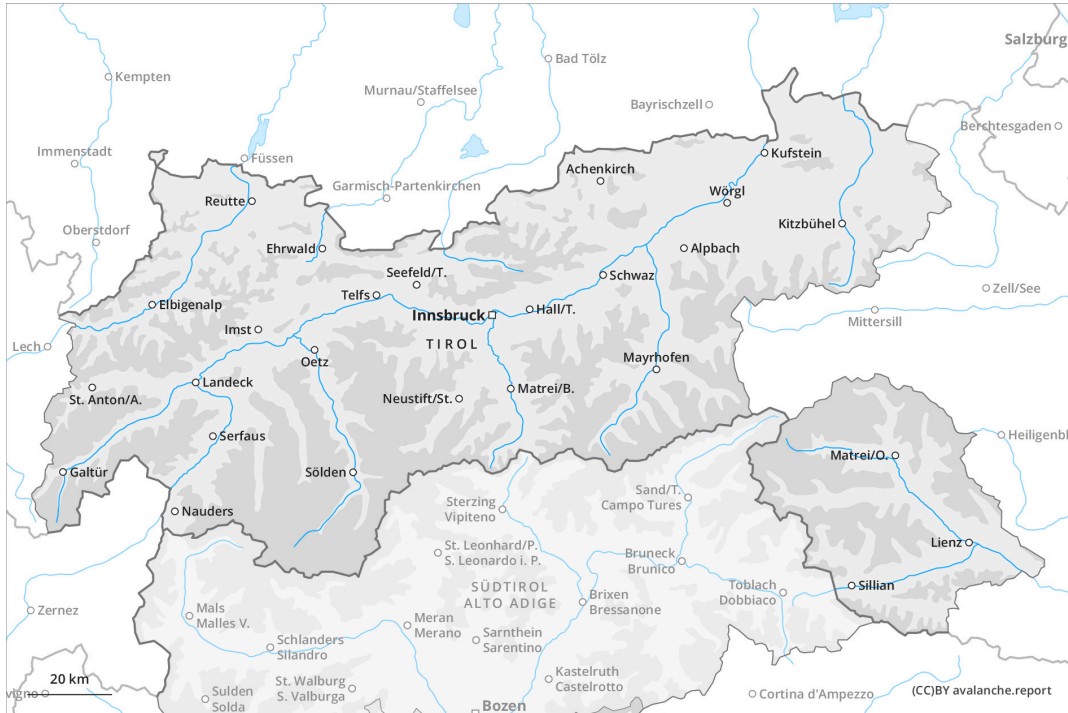 Salzburg
Bad Tölz
Kempten
Murnau/Staffelsee
Bayrischzell
Berchtesgaden
Immenstadt
Füssen
Kufstein
Achenkirch
Garmisch-Partenkirchen
Wörgl
Reutte
Oberstdorf
Kitzbühel
Ehrwald
Alpbach
Seefeld/T.
Schwaz
Zell/See
Telfs
Elbigenalp
Innsbruck
Hall/T.
Mittersill
Imst
TIROL
Lech
Oetz
Mayrhofen
Landeck
Matrei/B.
St. Anton/A.
Neustift/St.
Serfaus
Heiligenbl
Matrei/O.
Galtür
Sölden
Sand/T.
Campo Tures
Sterzing
Vipiteno
Nauders
Lienz
St. Leonhard/P.
S. Leonardo i. P.
Bruneck
Brunico
Sillian
SÜDTIROL
ALTO ADIGE
Toblach
Dobbiaco
Brixen
Bressanone
Zernez
Mals
Malles V.
Meran
Merano
Schlanders
Silandro
Sarnthein
Sarentino
Kastelruth
Castelrotto
St. Walburg
S. Valburga
20 km
vigno
Sulden
Solda
Cortina d'Ampezzo
(CC)BY avalanche.report
Bozen